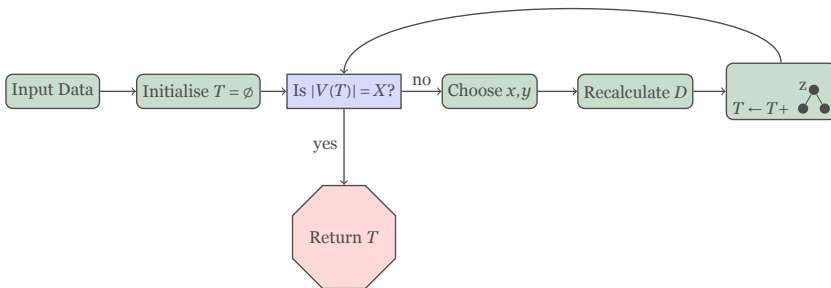 Input Data
Initialise T = ∅
Is |V(T)| = X?
no
Choose x,y
Recalculate D
z
T ← T+
yes
Return T